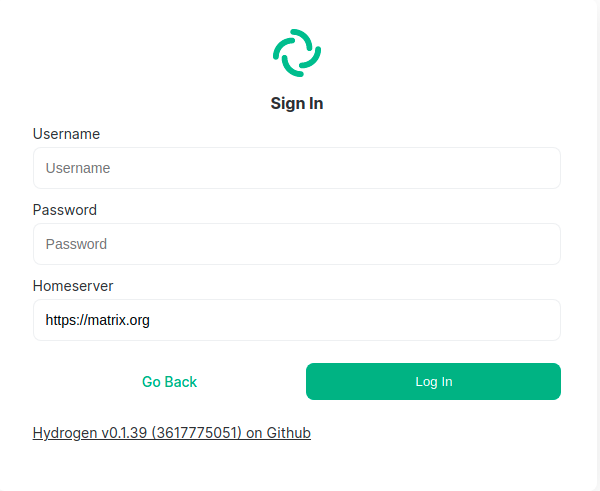 Sign In
Username
Username
Password
Password
Homeserver
https://matrix.org
Go Back Log In
Hydrogen v0.1.39 (3617775051) on Github